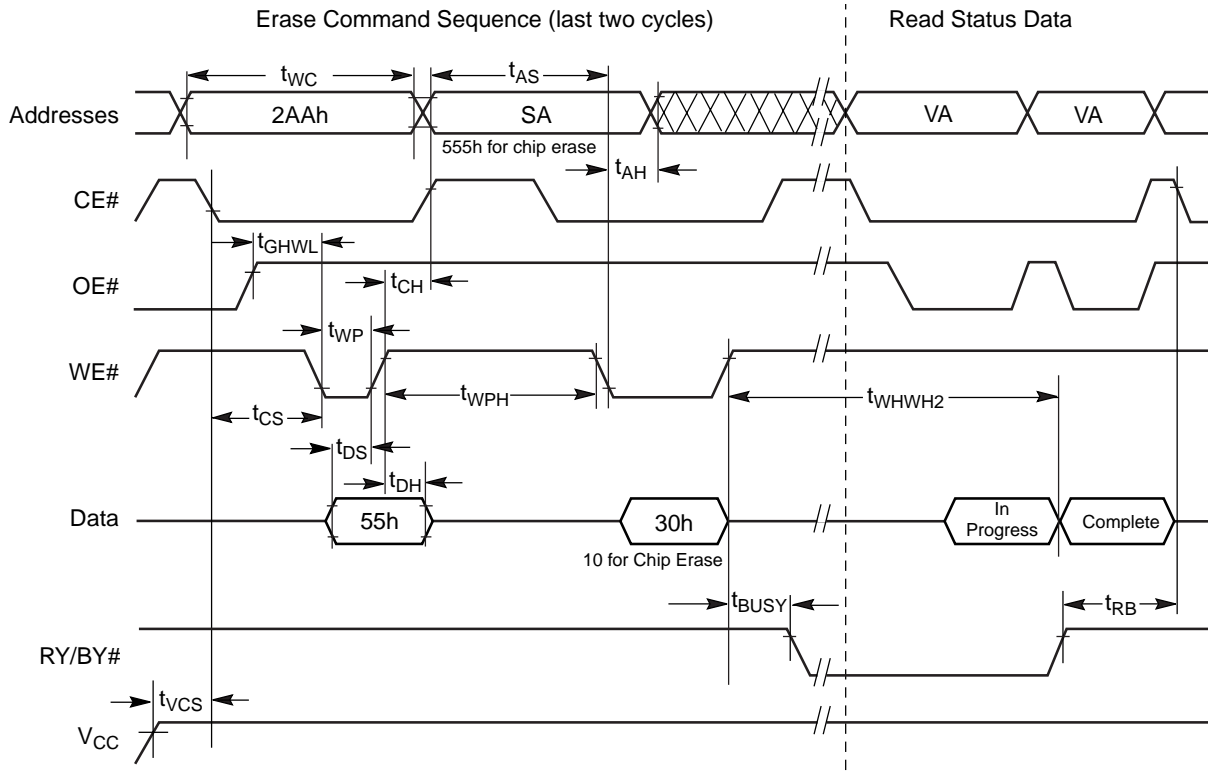 Erase Command Sequence (last two cycles)
Read Status Data
tWC
tAS
Addresses
2AAh
SA
VA
VA
555h for chip erase
tAH
CE#
tGHWL
OE#
tCH
tWP
WE#
tWPH
tWHWH2
tCS
tDS
tDH
Data
55h
30h
In
Progress
Complete
10 for Chip Erase
tBUSY
tRB
RY/BY#
tVCS
VCC